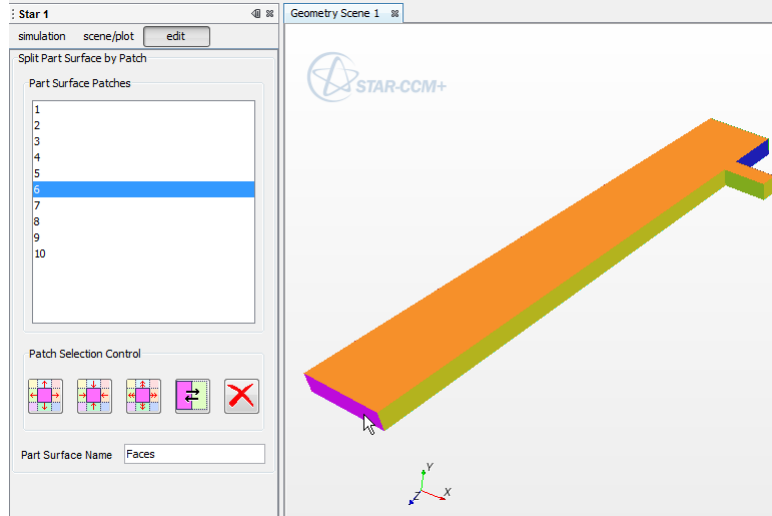 Star 1
simulation scene/plot edit
Split Part Surface by Patch
Part Surface Patches
1
2
3
4
5
6
7
8
9
10
Patch Selection Control
Part Surface Name Faces
Geometry Scene 1
STAR-CCM+
Y
Z
X